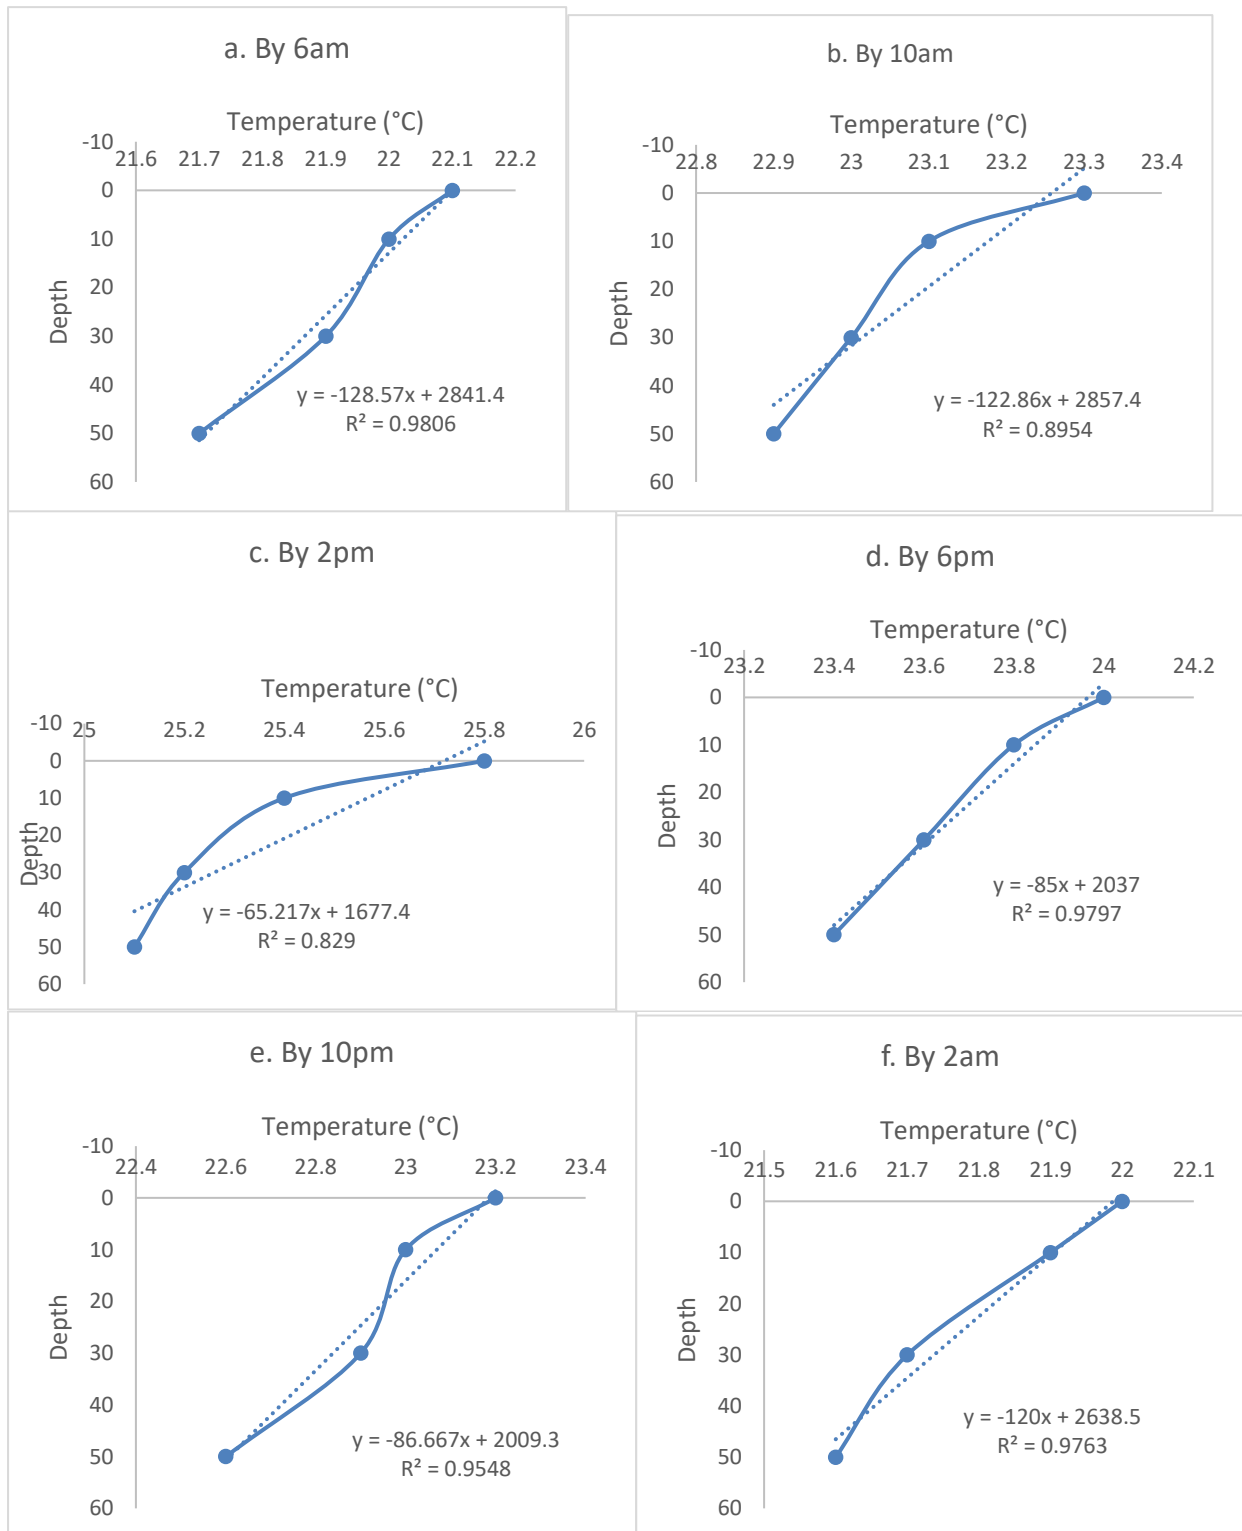 a. By 6am
Temperature (°C)
-10
21.6 21.7 21.8 21.9 22 22.1 22.2
0
10
20
30
40
50
60
Depth
y = -128.57x + 2841.4
R² = 0.9806
b. By 10am
Temperature (°C)
-10
22.8 22.9 23 23.1 23.2 23.3 23.4
0
10
20
30
40
50
60
Depth
y = -122.86x + 2857.4
R² = 0.8954
c. By 2pm
Temperature (°C)
-10
25 25.2 25.4 25.6 25.8 26
0
10
20
30
40
50
60
Depth
y = -65.217x + 1677.4
R² = 0.829
d. By 6pm
Temperature (°C)
-10
23.2 23.4 23.6 23.8 24 24.2
0
10
20
30
40
50
60
Depth
y = -85x + 2037
R² = 0.9797
e. By 10pm
Temperature (°C)
-10
22.4 22.6 22.8 23 23.2 23.4
0
10
20
30
40
50
60
Depth
y = -86.667x + 2009.3
R² = 0.9548
f. By 2am
Temperature (°C)
-10
21.5 21.6 21.7 21.8 21.9 22 22.1
0
10
20
30
40
50
60
Depth
y = -120x + 2638.5
R² = 0.9763